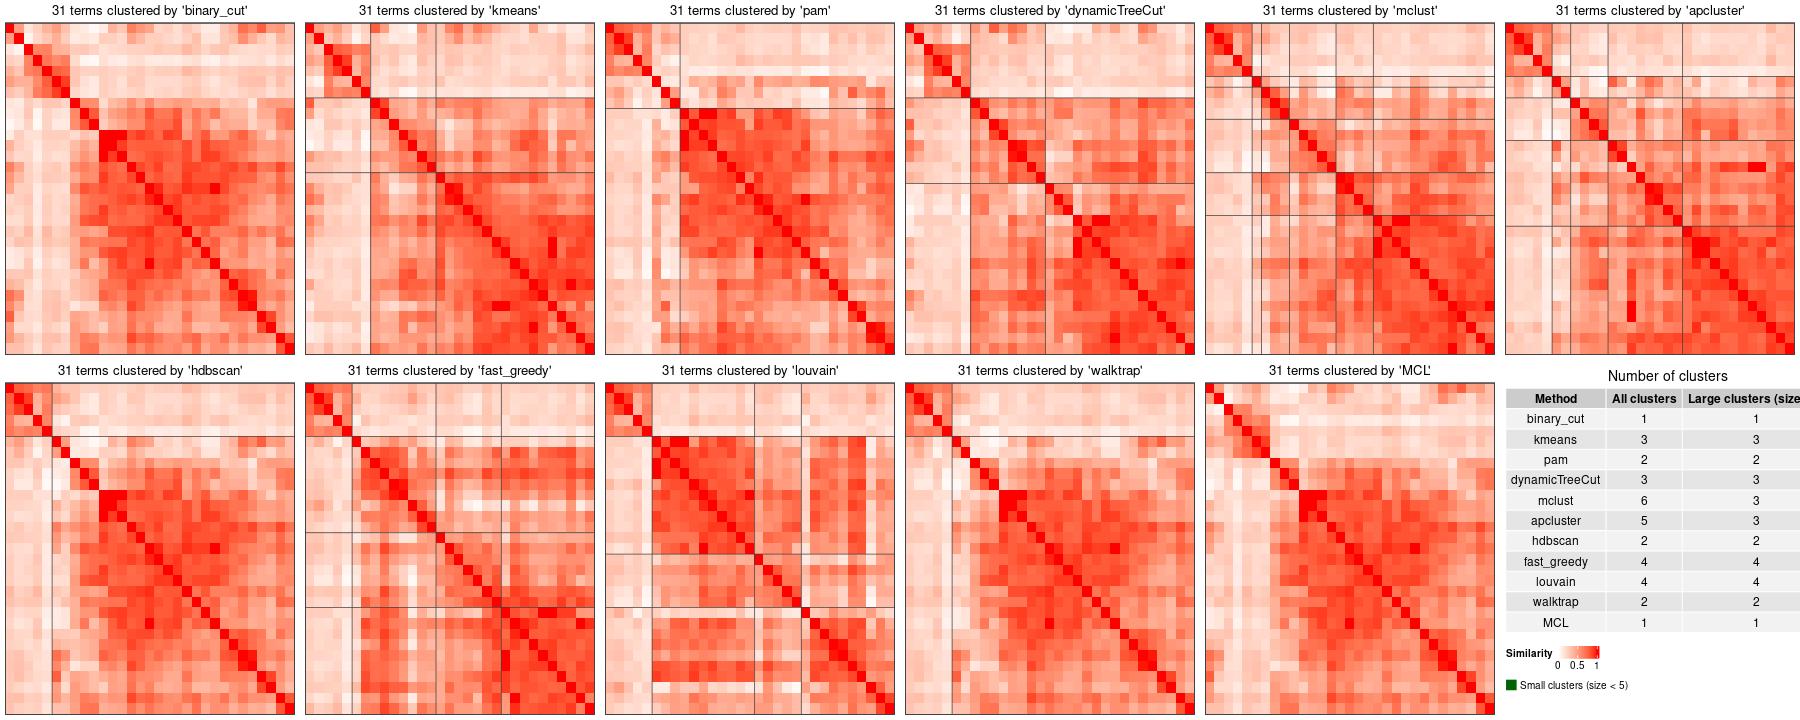 31 terms clustered by 'binary_cut'
31 terms clustered by 'kmeans'
31 terms clustered by 'pam'
31 terms clustered by 'dynamicTreeCut'
31 terms clustered by 'mclust'
31 terms clustered by 'apcluster'
31 terms clustered by 'hdbscan'
31 terms clustered by 'fast_greedy'
31 terms clustered by 'louvain'
31 terms clustered by 'walktrap'
31 terms clustered by 'MCL'
Number of clusters
Method All clusters Large clusters (size
binary_cut 1 1
kmeans 3 3
pam 2 2
dynamicTreeCut 3 3
mclust 6 3
apcluster 5 3
hdbscan 2 2
fast_greedy 4 4
louvain 4 4
walktrap 2 2
MCL 1 1
Similarity
0 0.5 1
Small clusters (size < 5)